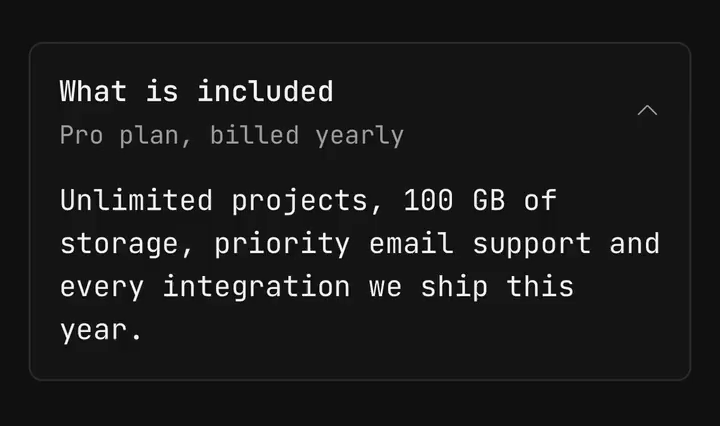 What is included
Pro plan, billed yearly
Unlimited projects, 100 GB of
storage, priority email support and
every integration we ship this
year.